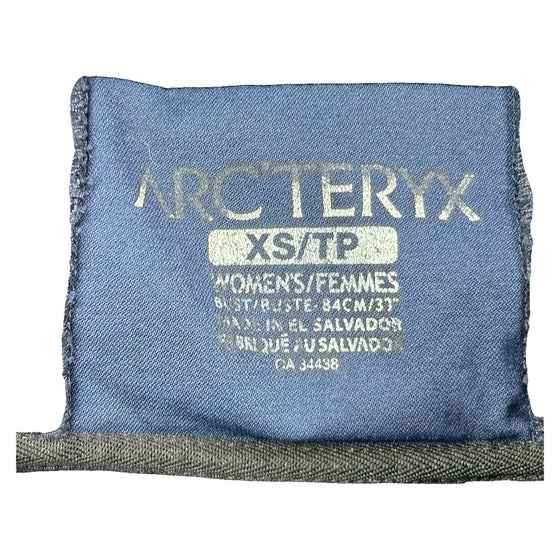 ARC'TERYX
XS/TP
WOMEN'S/FEMMES
BUST/BUSTE-84CM/33"
MADE IN EL SALVADOR
FABRIQUÉ AU SALVADOR
CA 34438